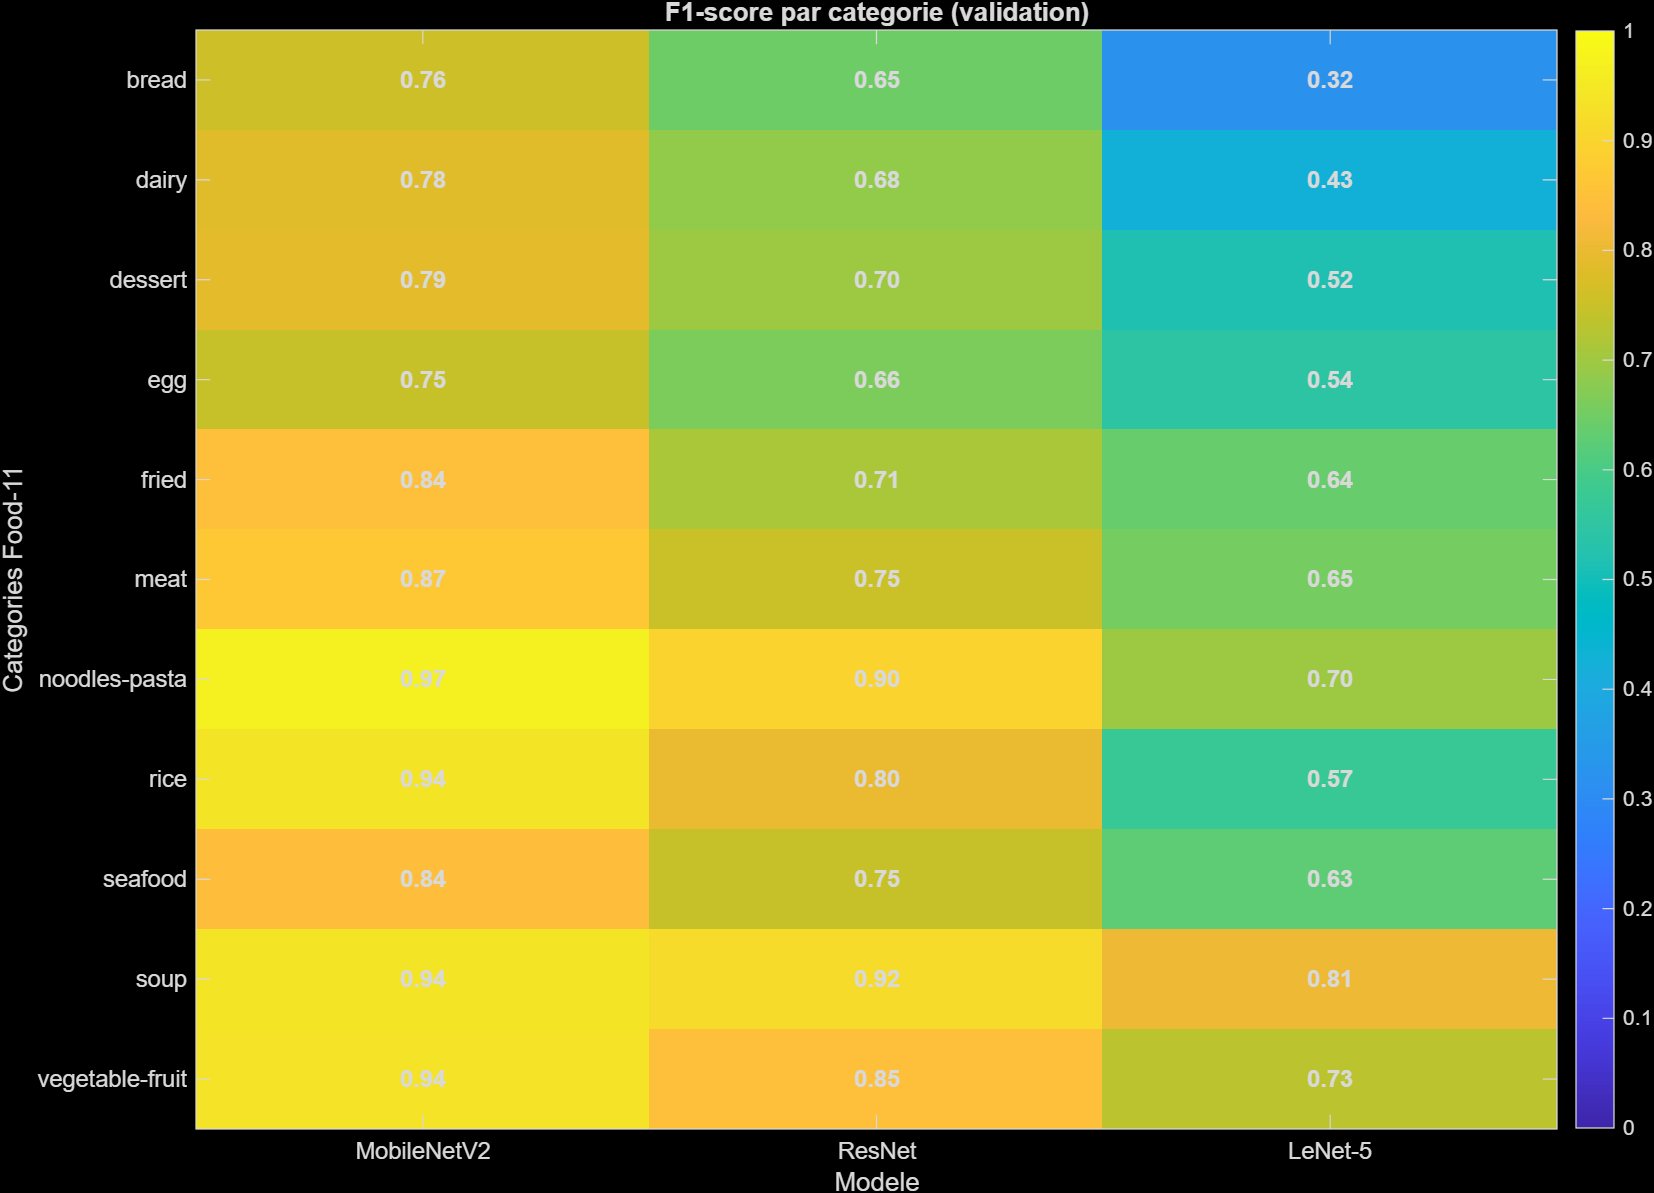 F1-score par categorie (validation)
Categories Food-11
bread 0.76 0.65 0.32
dairy 0.78 0.68 0.43
dessert 0.79 0.70 0.52
egg 0.75 0.66 0.54
fried 0.84 0.71 0.64
meat 0.87 0.75 0.65
noodles-pasta 0.97 0.90 0.70
rice 0.94 0.80 0.57
seafood 0.84 0.75 0.63
soup 0.94 0.92 0.81
vegetable-fruit 0.94 0.85 0.73
MobileNetV2 ResNet LeNet-5
Modele
1
0.9
0.8
0.7
0.6
0.5
0.4
0.3
0.2
0.1
0